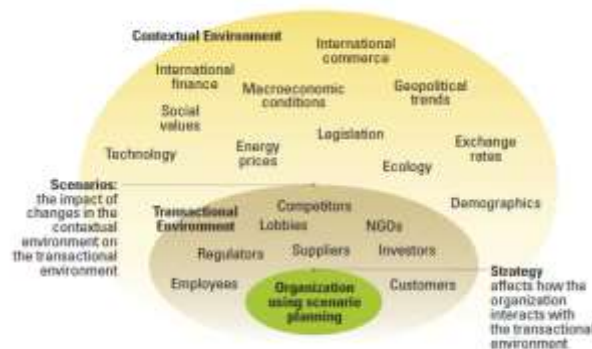 Contextual Environment
International
commerce
International
finance
Macroeconomic
conditions
Geopolitical
trends
Social
values
Legislation
Technology
Energy
prices
Exchange
rates
Ecology
Scenarios:
the impact of
changes in the
contextual
environment on
the transactional
environment
Demographics
Transactional
Environment
Competitors
Lobbies
NGOs
Regulators
Suppliers
Investors
Employees
Customers
Organization
using scenario
planning
Strategy
affects how the
organization
interacts with
the transactional
environment